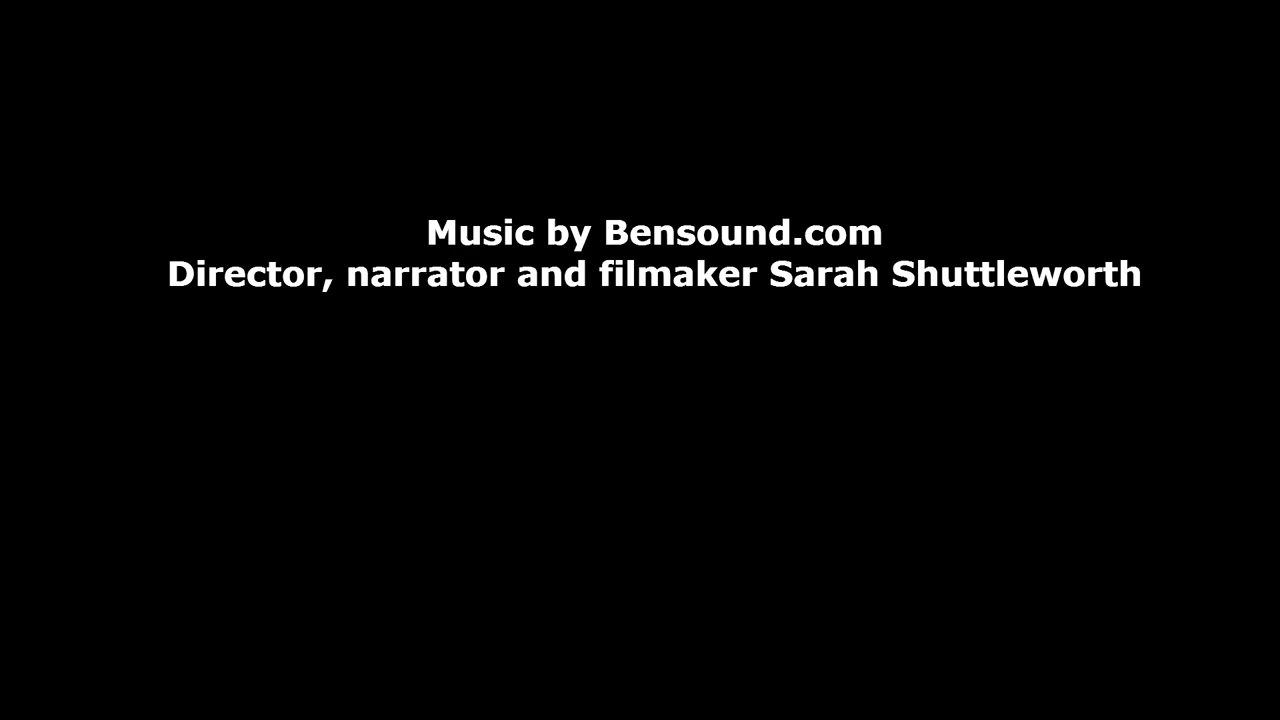 Music by Bensound.com
Director, narrator and filmaker Sarah Shuttleworth